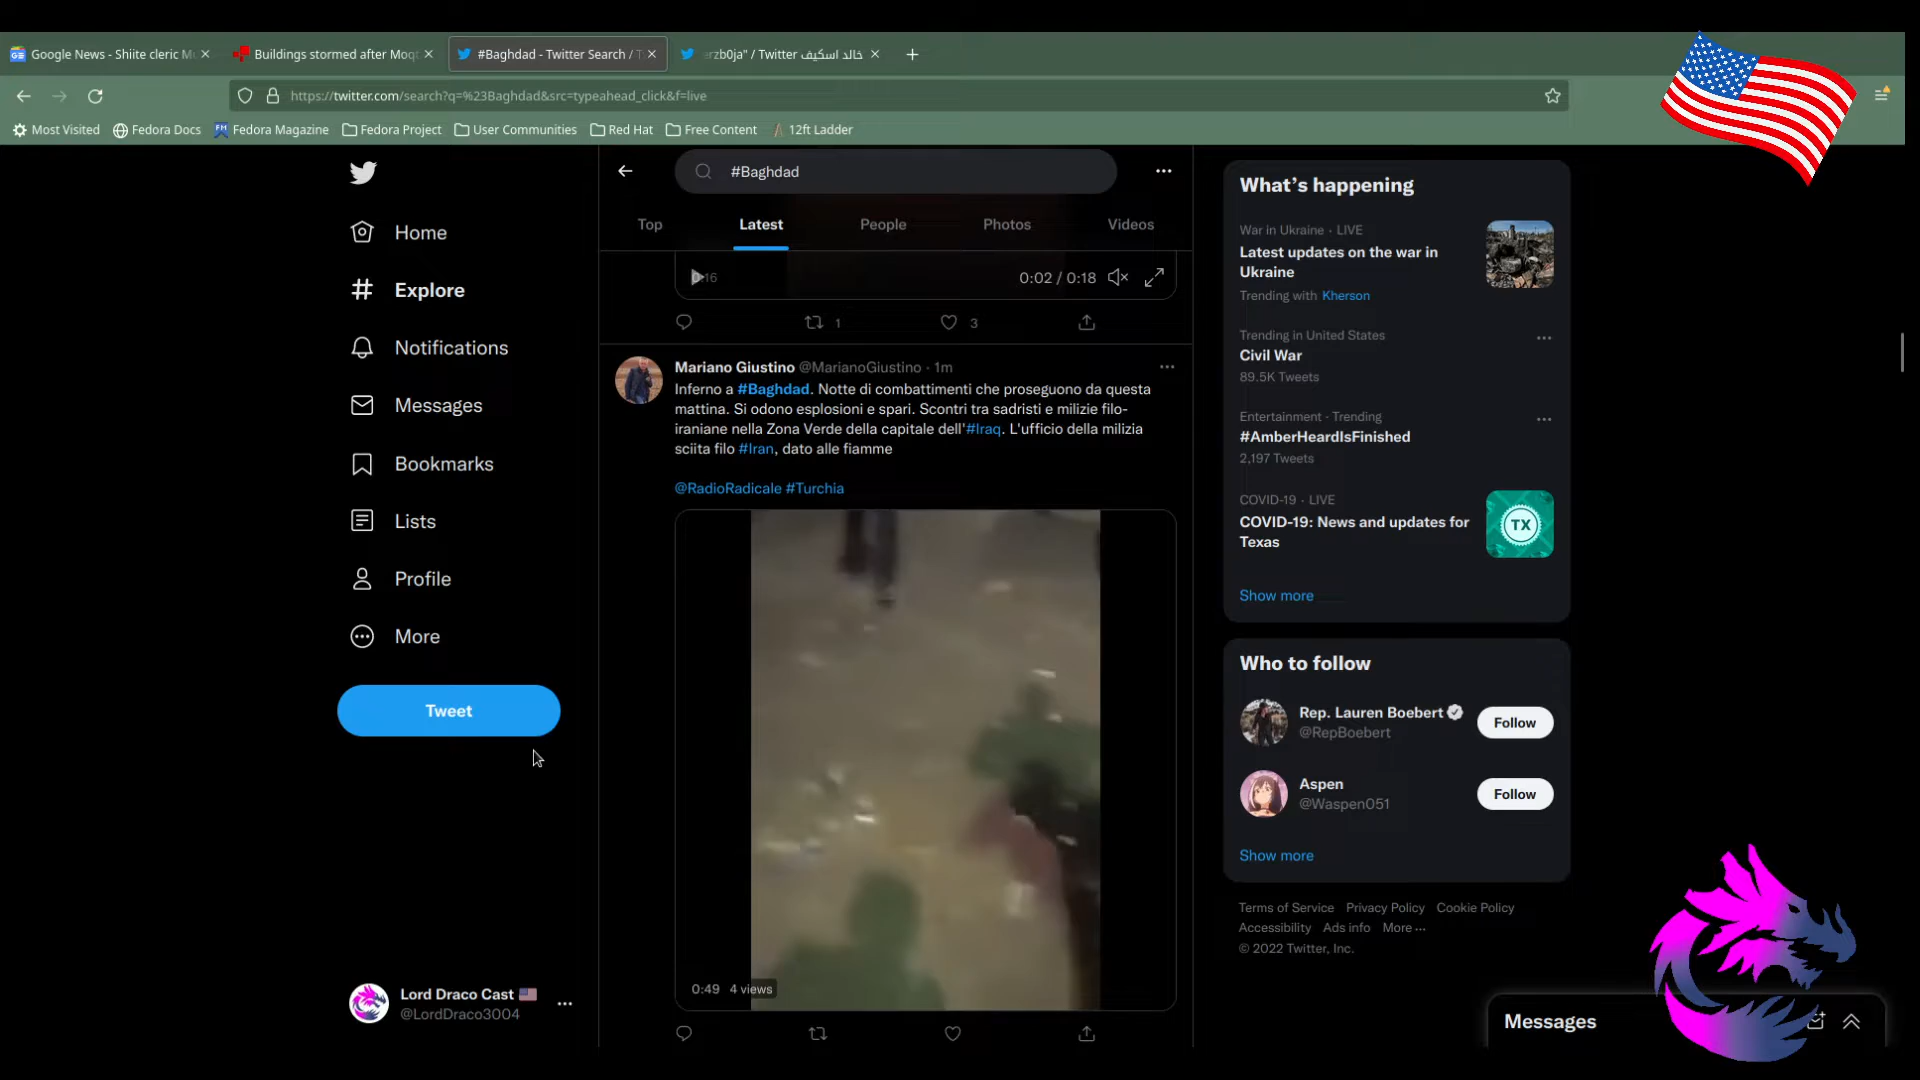 Google News - Shiite cleric M
Buildings stormed after Moq
#Baghdad - Twitter Search / T
erzb0ja" / Twitter خالد اسكيف
https://twitter.com/search?q=%23Baghdad&src=typeahead_click&f=live
Most Visited
Fedora Docs
Fedora Magazine
Fedora Project
User Communities
Red Hat
Free Content
12ft Ladder
Home
Explore
Notifications
Messages
Bookmarks
Lists
Profile
More
Tweet
Lord Draco Cast
@LordDraco3004
#Baghdad
Top
Latest
People
Photos
Videos
0:02 / 0:18
1
3
Mariano Giustino @MarianoGiustino · 1m
Inferno a #Baghdad. Notte di combattimenti che proseguono da questa
mattina. Si odono esplosioni e spari. Scontri tra sadristi e milizie filo-
iraniane nella Zona Verde della capitale dell'#Iraq. L'ufficio della milizia
sciita filo #Iran, dato alle fiamme
@RadioRadicale #Turchia
0:49 4 views
What's happening
War in Ukraine · LIVE
Latest updates on the war in
Ukraine
Trending with Kherson
Trending in United States
Civil War
89.5K Tweets
Entertainment · Trending
#AmberHeardIsFinished
2,197 Tweets
COVID-19 · LIVE
COVID-19: News and updates for
Texas
TX
Show more
Who to follow
Rep. Lauren Boebert
@RepBoebert
Follow
Aspen
@Waspen051
Follow
Show more
Terms of Service Privacy Policy Cookie Policy
Accessibility Ads info More ···
© 2022 Twitter, Inc.
Messages